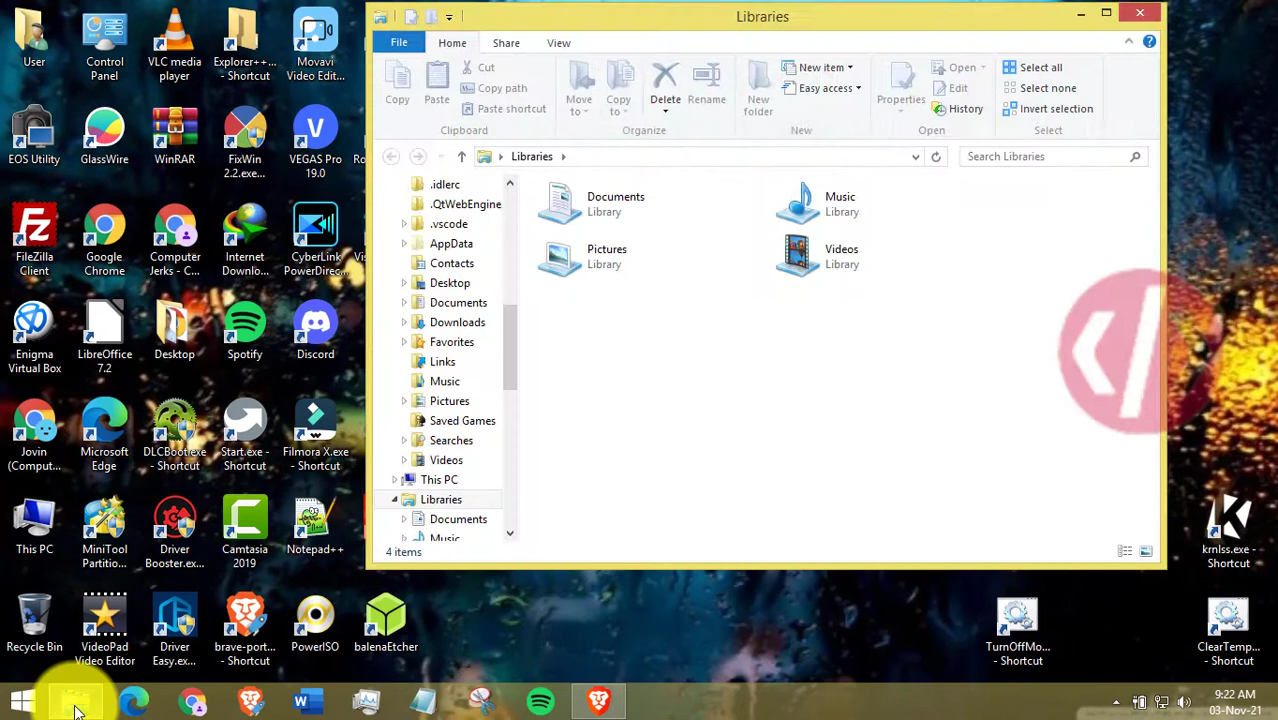 Libraries
File
Home
Share
View
Copy
Paste
Cut
Copy path
Paste shortcut
Clipboard
Move
to
Copy
to
Delete
Rename
Organize
New
folder
New item
Easy access
New
Properties
Open
Edit
History
Open
Select all
Select none
Invert selection
Select
Libraries
Search Libraries
.idlerc
.QtWebEngine
.vscode
AppData
Contacts
Desktop
Documents
Downloads
Favorites
Links
Music
Pictures
Saved Games
Searches
Videos
This PC
Libraries
Documents
Music
Documents
Library
Music
Library
Pictures
Library
Videos
Library
4 items
User
Control
Panel
VLC media
player
Explorer++...
- Shortcut
Movavi
Video Edit...
EOS Utility
GlassWire
WinRAR
FixWin
2.2.exe...
VEGAS Pro
19.0
FileZilla
Client
Google
Chrome
Computer
Jerks - C...
Internet
Downlo...
CyberLink
PowerDirec...
Enigma
Virtual Box
LibreOffice
7.2
Desktop
Spotify
Discord
Jovin
(Comput...
Microsoft
Edge
DLCBoot.exe
- Shortcut
Start.exe -
Shortcut
Filmora X.exe
- Shortcut
This PC
MiniTool
Partitio...
Driver
Booster.ex...
Camtasia
2019
Notepad++
krnlss.exe -
Shortcut
Recycle Bin
VideoPad
Video Editor
Driver
Easy.ex...
brave-port...
- Shortcut
PowerISO
balenaEtcher
TurnOffMo...
- Shortcut
ClearTemp...
- Shortcut
9:22 AM
03-Nov-21